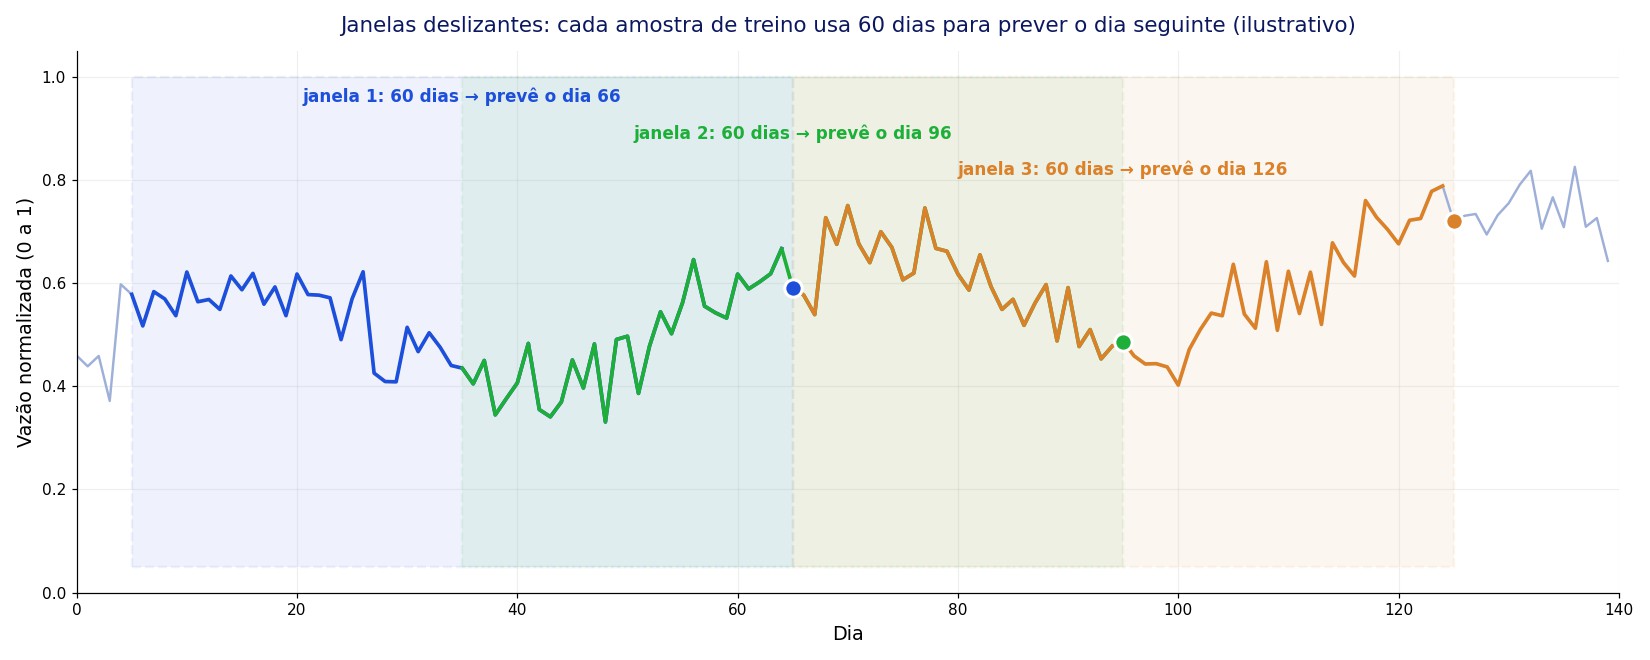 Janelas deslizantes: cada amostra de treino usa 60 dias para prever o dia seguinte (ilustrativo)
1.0
janela 1: 60 dias → prevê o dia 66
janela 2: 60 dias → prevê o dia 96
janela 3: 60 dias → prevê o dia 126
0.8
0.6
0.4
0.2
0.0
Vazão normalizada (0 a 1)
0 20 40 60 80 100 120 140
Dia